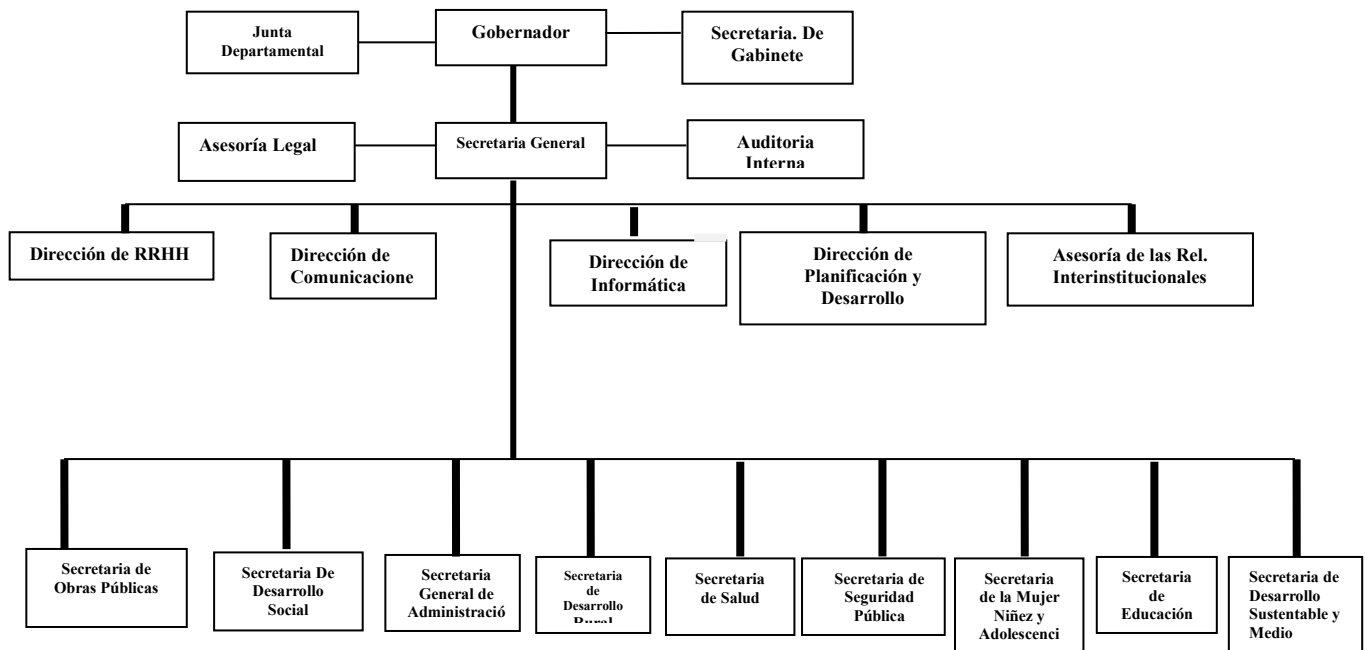 Junta
Departamental
Gobernador
Secretaria. De
Gabinete
Asesoría Legal
Secretaria General
Auditoria
Interna
Dirección de RRHH
Dirección de
Comunicacione
Dirección de
Informática
Dirección de
Planificación y
Desarrollo
Asesoría de las Rel.
Interinstitucionales
Secretaria de
Obras Públicas
Secretaria De
Desarrollo
Social
Secretaria
General de
Administració
Secretaria
de
Desarrollo
Rural
Secretaria
de Salud
Secretaria de
Seguridad
Pública
Secretaria
de la Mujer
Niñez y
Adolescenci
Secretaria
de
Educación
Secretaria de
Desarrollo
Sustentable y
Medio